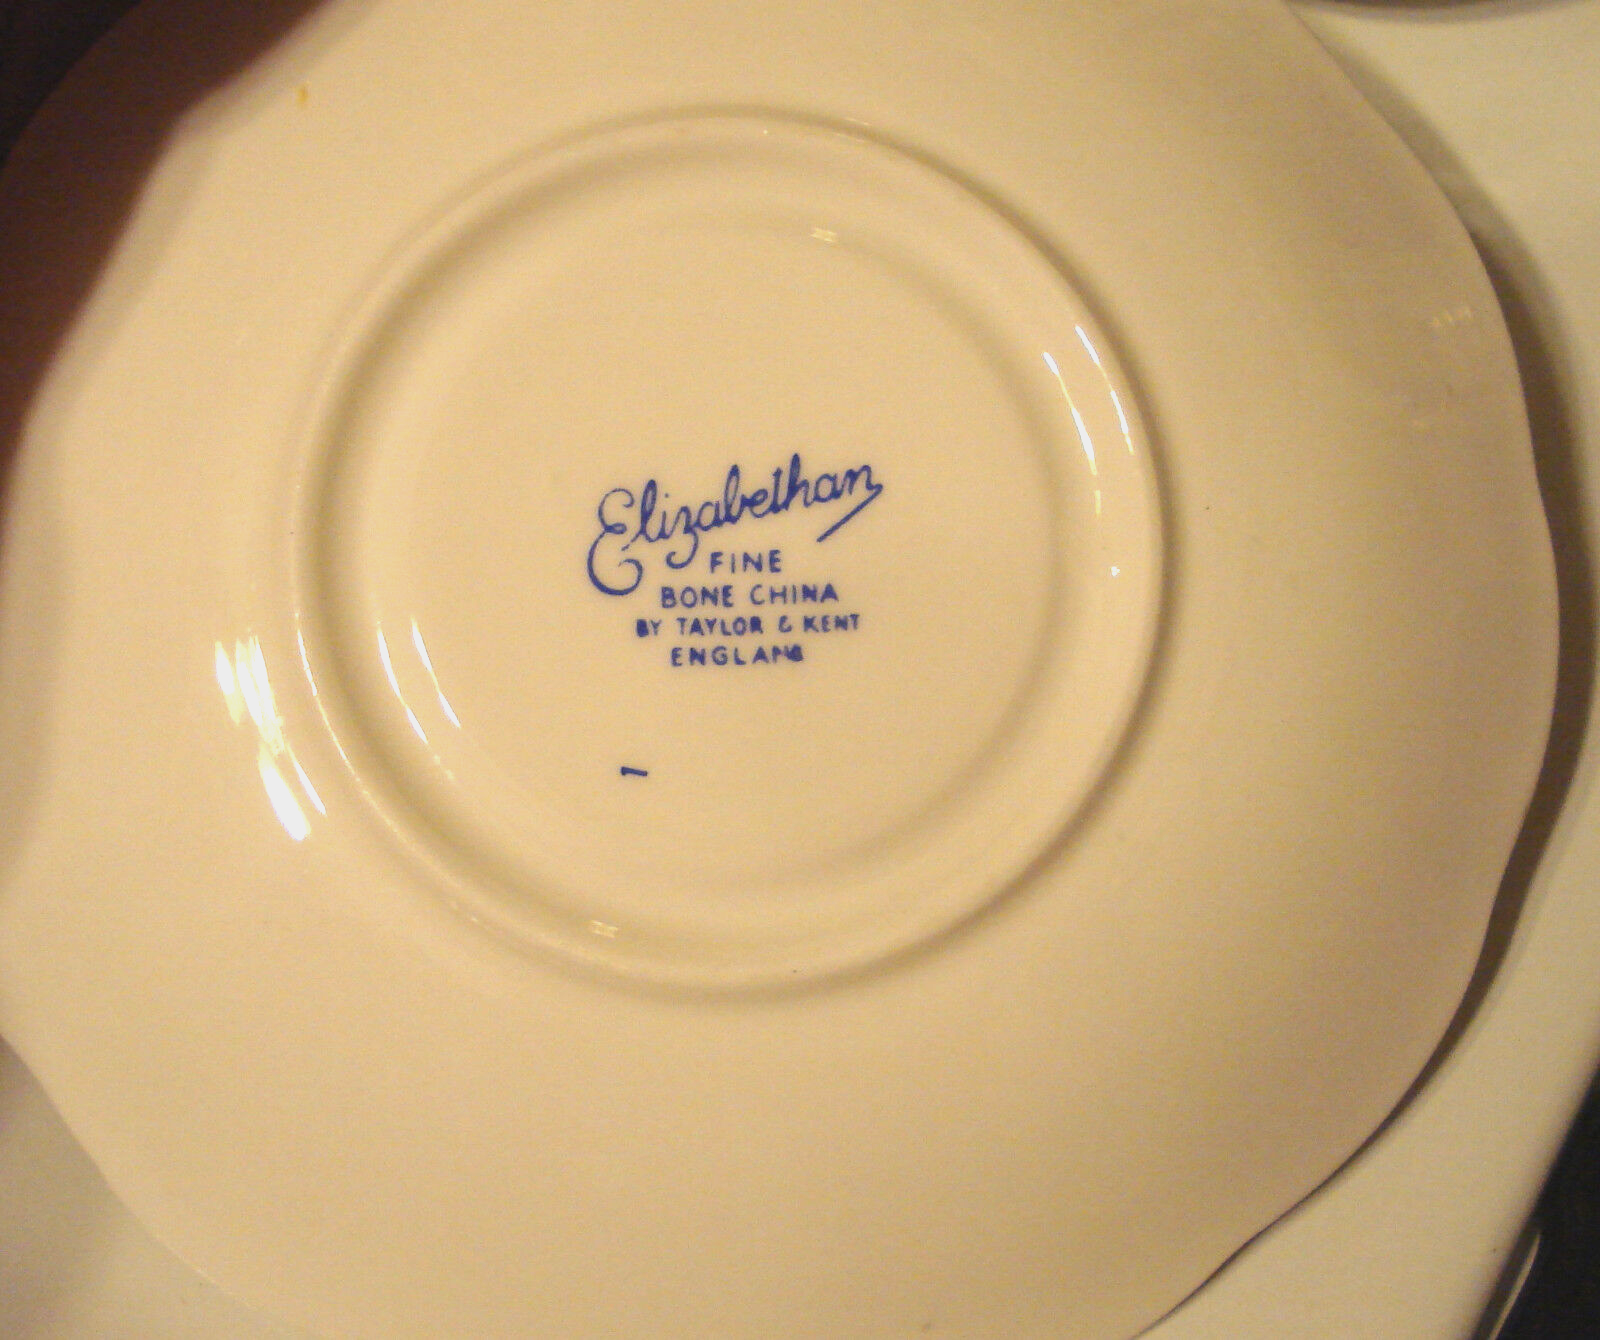 Elizabethan
FINE
BONE CHINA
BY TAYLOR & KENT
ENGLAND